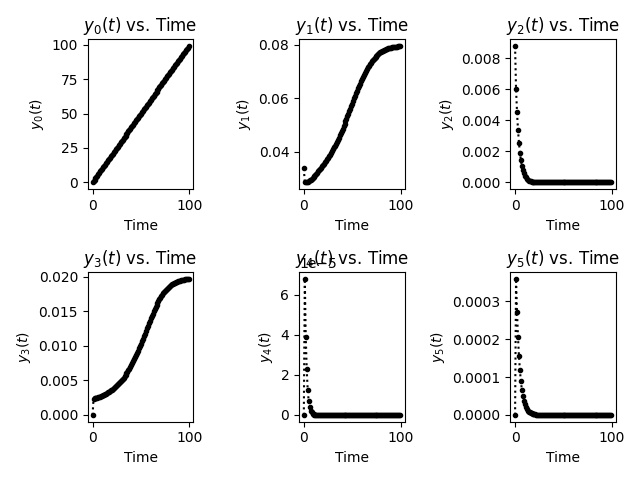 y₀(t) vs. Time
y₁(t) vs. Time
y₂(t) vs. Time
100
75
50
25
0
y₀(t)
0
100
Time
0.08
0.06
0.04
y₁(t)
0
100
Time
0.008
0.006
0.004
0.002
0.000
y₂(t)
0
100
Time
y₃(t) vs. Time
y₄(t) vs. Time
y₅(t) vs. Time
0.020
0.015
0.010
0.005
0.000
y₃(t)
0
100
Time
1e−5
6
4
2
0
y₄(t)
0
100
Time
0.0003
0.0002
0.0001
0.0000
y₅(t)
0
100
Time